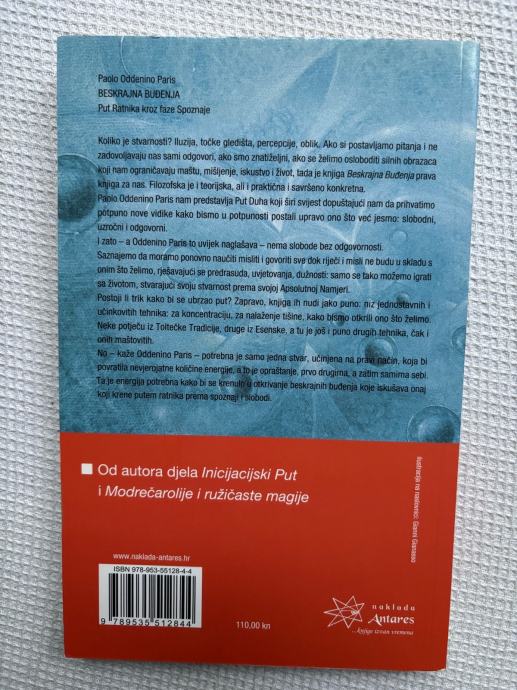 Paolo Oddenino Paris
BESKRAJNA BUĐENJA
Put Ratnika kroz faze Spoznaje
Koliko je stvarnosti? Iluzija, točke gledišta, percepcije, oblik. Ako si postavljamo pitanja i ne
zadovoljavaju nas sami odgovori, ako smo znatiželjni, ako se želimo osloboditi silnih obrazaca
koji nam ograničavaju maštu, mišljenje, iskustvo i život, tada je knjiga Beskrajna Buđenja prava
knjiga za nas. Filozofska je i teorijska, ali i praktična i savršeno konkretna.
Paolo Oddenino Paris nam predstavlja Put Duha koji širi svijest dopuštajući nam da prihvatimo
potpuno nove vidike kako bismo u potpunosti postali upravo ono što već jesmo: slobodni,
uzročni i odgovorni.
I zato – a Oddenino Paris to uvijek naglašava – nema slobode bez odgovornosti.
Saznajemo da moramo ponovno naučiti misliti i govoriti sve dok riječi i misli ne budu u skladu s
onim što želimo, rješavajući se predrasuda, uvjetovanja, dužnosti: samo se tako možemo igrati
sa životom, stvarajući svoju stvarnost prema svojoj Apsolutnoj Namjeri.
Postoji li trik kako bi se ubrzao put? Zapravo, knjiga ih nudi jako puno: niz jednostavnih i
učinkovitih tehnika: za koncentraciju, za nalaženje tišine, kako bismo otkrili ono što želimo.
Neke potječu iz Toltečke Tradicije, druge iz Esenske, a tu je još i puno drugih tehnika, čak i
onih maštovitih.
No – kaže Oddenino Paris – potrebna je samo jedna stvar, učinjena na pravi način, koja bi
povratila nevjerojatne količine energije, a to je opraštanje, prvo drugima, a zatim samima sebi.
Ta je energija potrebna kako bi se krenulo u otkrivanje beskrajnih buđenja koje iskušava onaj
koji krene putem ratnika prema spoznaji i slobodi.
Od autora djela Inicijacijski Put
i Modrečarolije i ružičaste magije
ilustracija na naslovnici: Gianni Gianasso
www.naklada-antares.hr
ISBN 978-953-55128-4-4
9 789535 512844
110,00 kn
naklada
Antares
...knjige izvan vremena